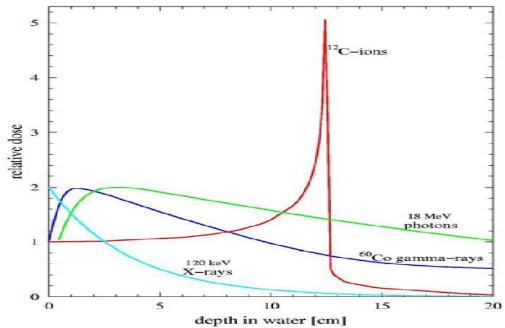 5
4
3
2
1
0
relative dose
¹²C-ions
18 MeV
photons
⁶⁰Co gamma-rays
120 keV
X-rays
0 5 10 15 20
depth in water [cm]